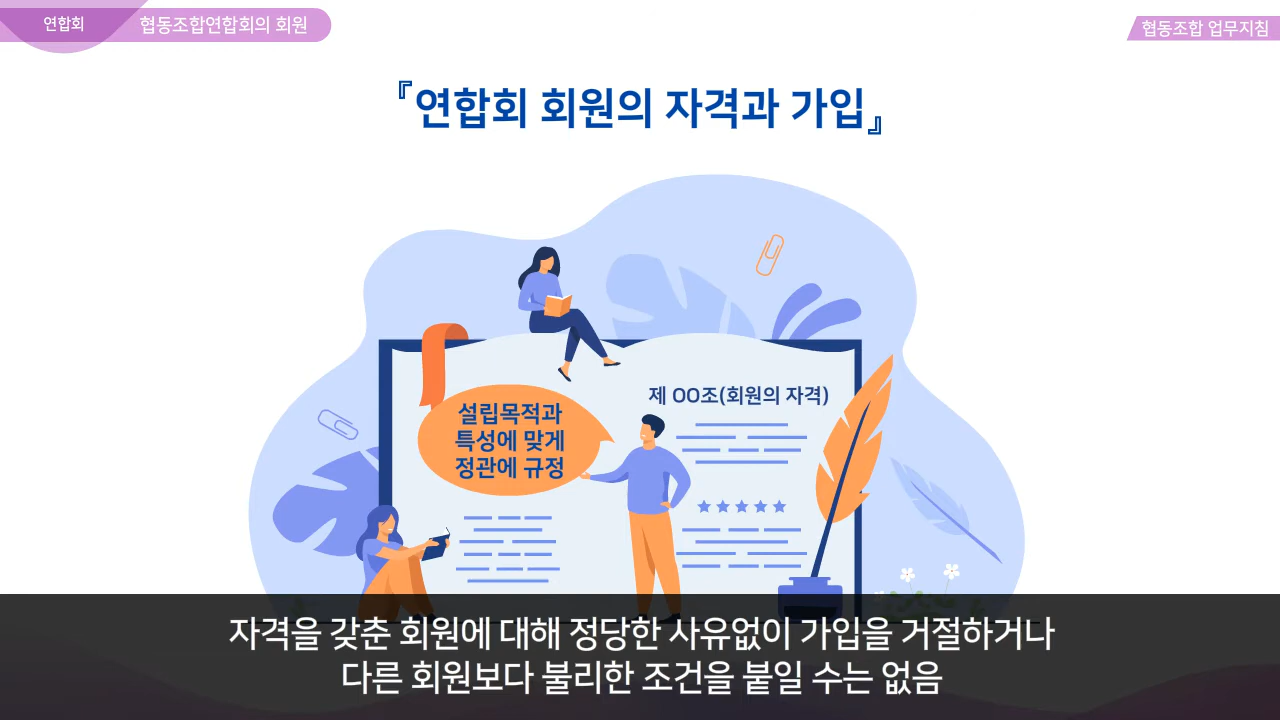 연합회
협동조합연합회의 회원
협동조합 업무지침
『연합회 회원의 자격과 가입』
제 OO조(회원의 자격)
설립목적과
특성에 맞게
정관에 규정
자격을 갖춘 회원에 대해 정당한 사유없이 가입을 거절하거나
다른 회원보다 불리한 조건을 붙일 수는 없음